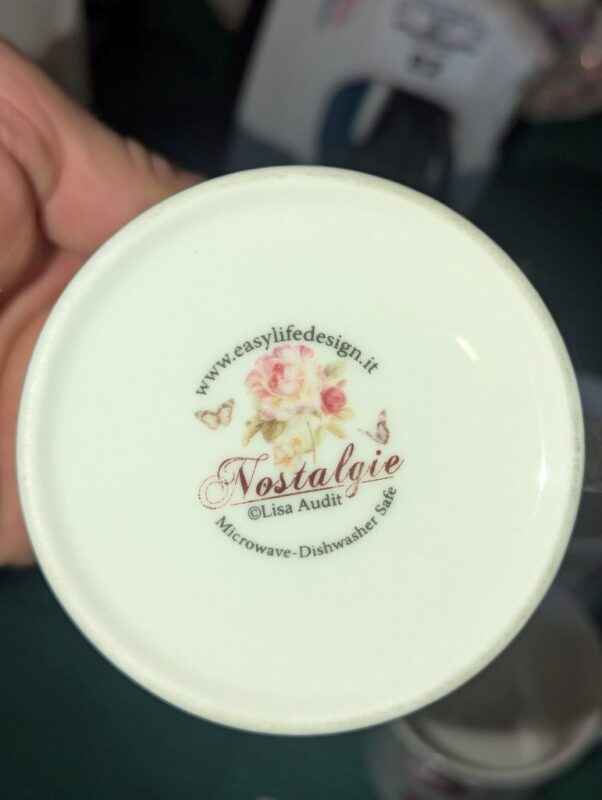 www.easylifedesign.it
Nostalgie
©Lisa Audit
Microwave-Dishwasher Safe